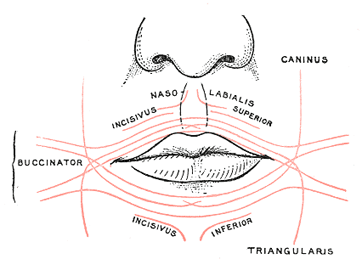 CANINUS
NASO- LABIALIS
INCISIVUS SUPERIOR
BUCCINATOR
INCISIVUS INFERIOR
TRIANGULARIS